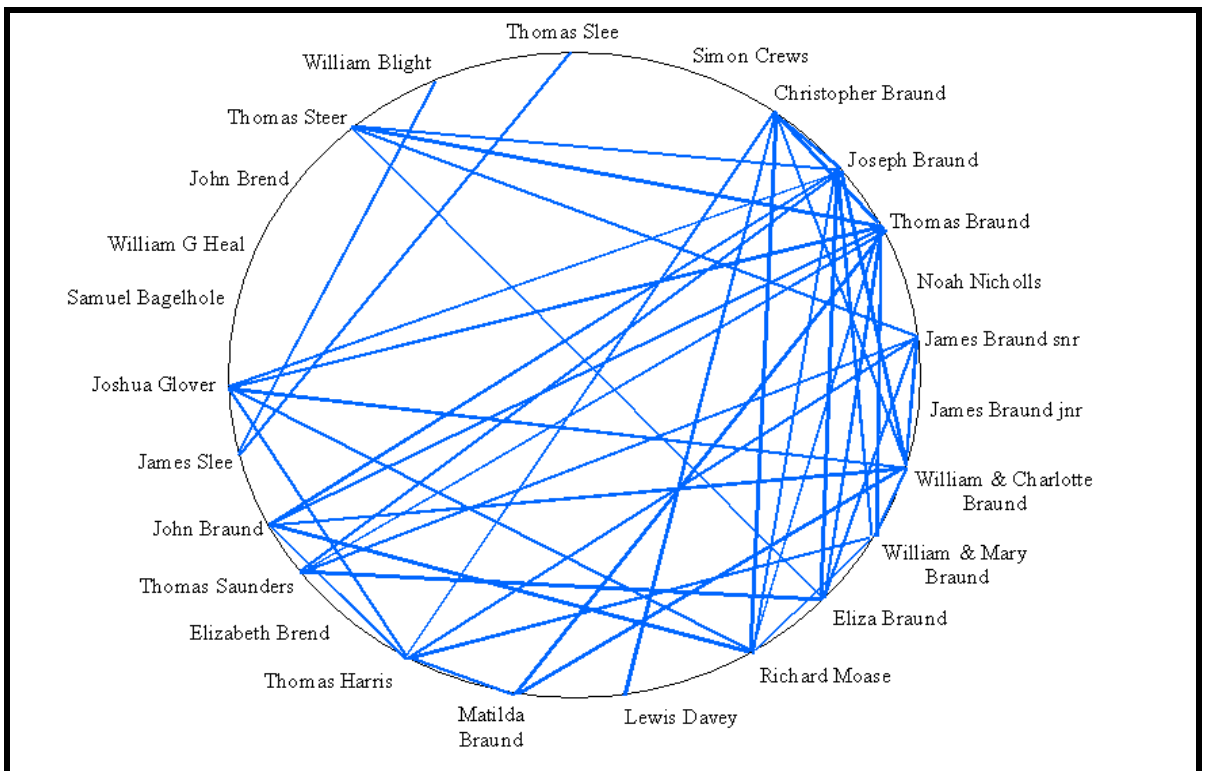 Thomas Slee
Simon Crews
William Blight
Christopher Braund
Thomas Steer
Joseph Braund
John Brend
Thomas Braund
William G Heal
Noah Nicholls
Samuel Bagelhole
James Braund snr
Joshua Glover
James Braund jnr
James Slee
William & Charlotte
Braund
John Braund
William & Mary
Braund
Thomas Saunders
Eliza Braund
Elizabeth Brend
Richard Moase
Thomas Harris
Matilda
Braund
Lewis Davey